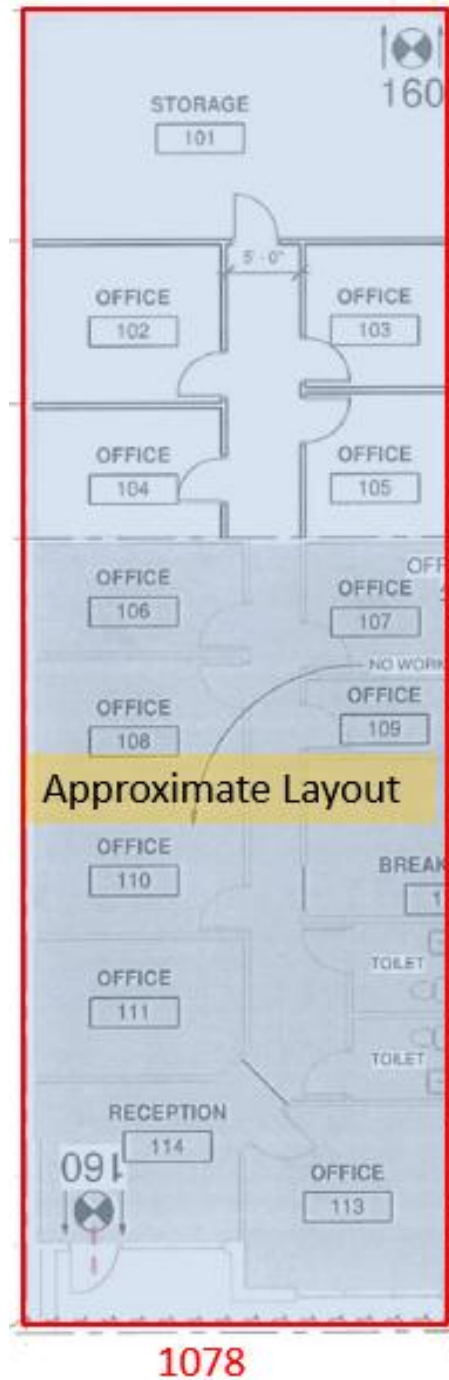 160
STORAGE
101
5'-0"
OFFICE
102
OFFICE
103
OFFICE
104
OFFICE
105
OFFICE
106
OFF
OFFICE
107
NO WORK
OFFICE
108
OFFICE
109
Approximate Layout
OFFICE
110
BREAK
1
TOILET
OFFICE
111
TOILET
RECEPTION
114
160
OFFICE
113
1078